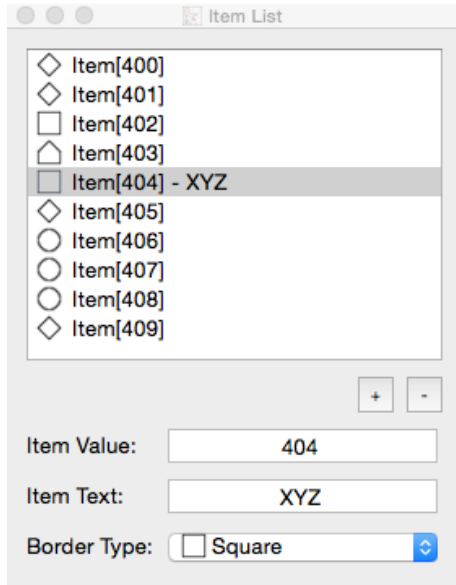 Item List
Item[400]
Item[401]
Item[402]
Item[403]
Item[404] - XYZ
Item[405]
Item[406]
Item[407]
Item[408]
Item[409]
+ -
Item Value: 404
Item Text: XYZ
Border Type: Square